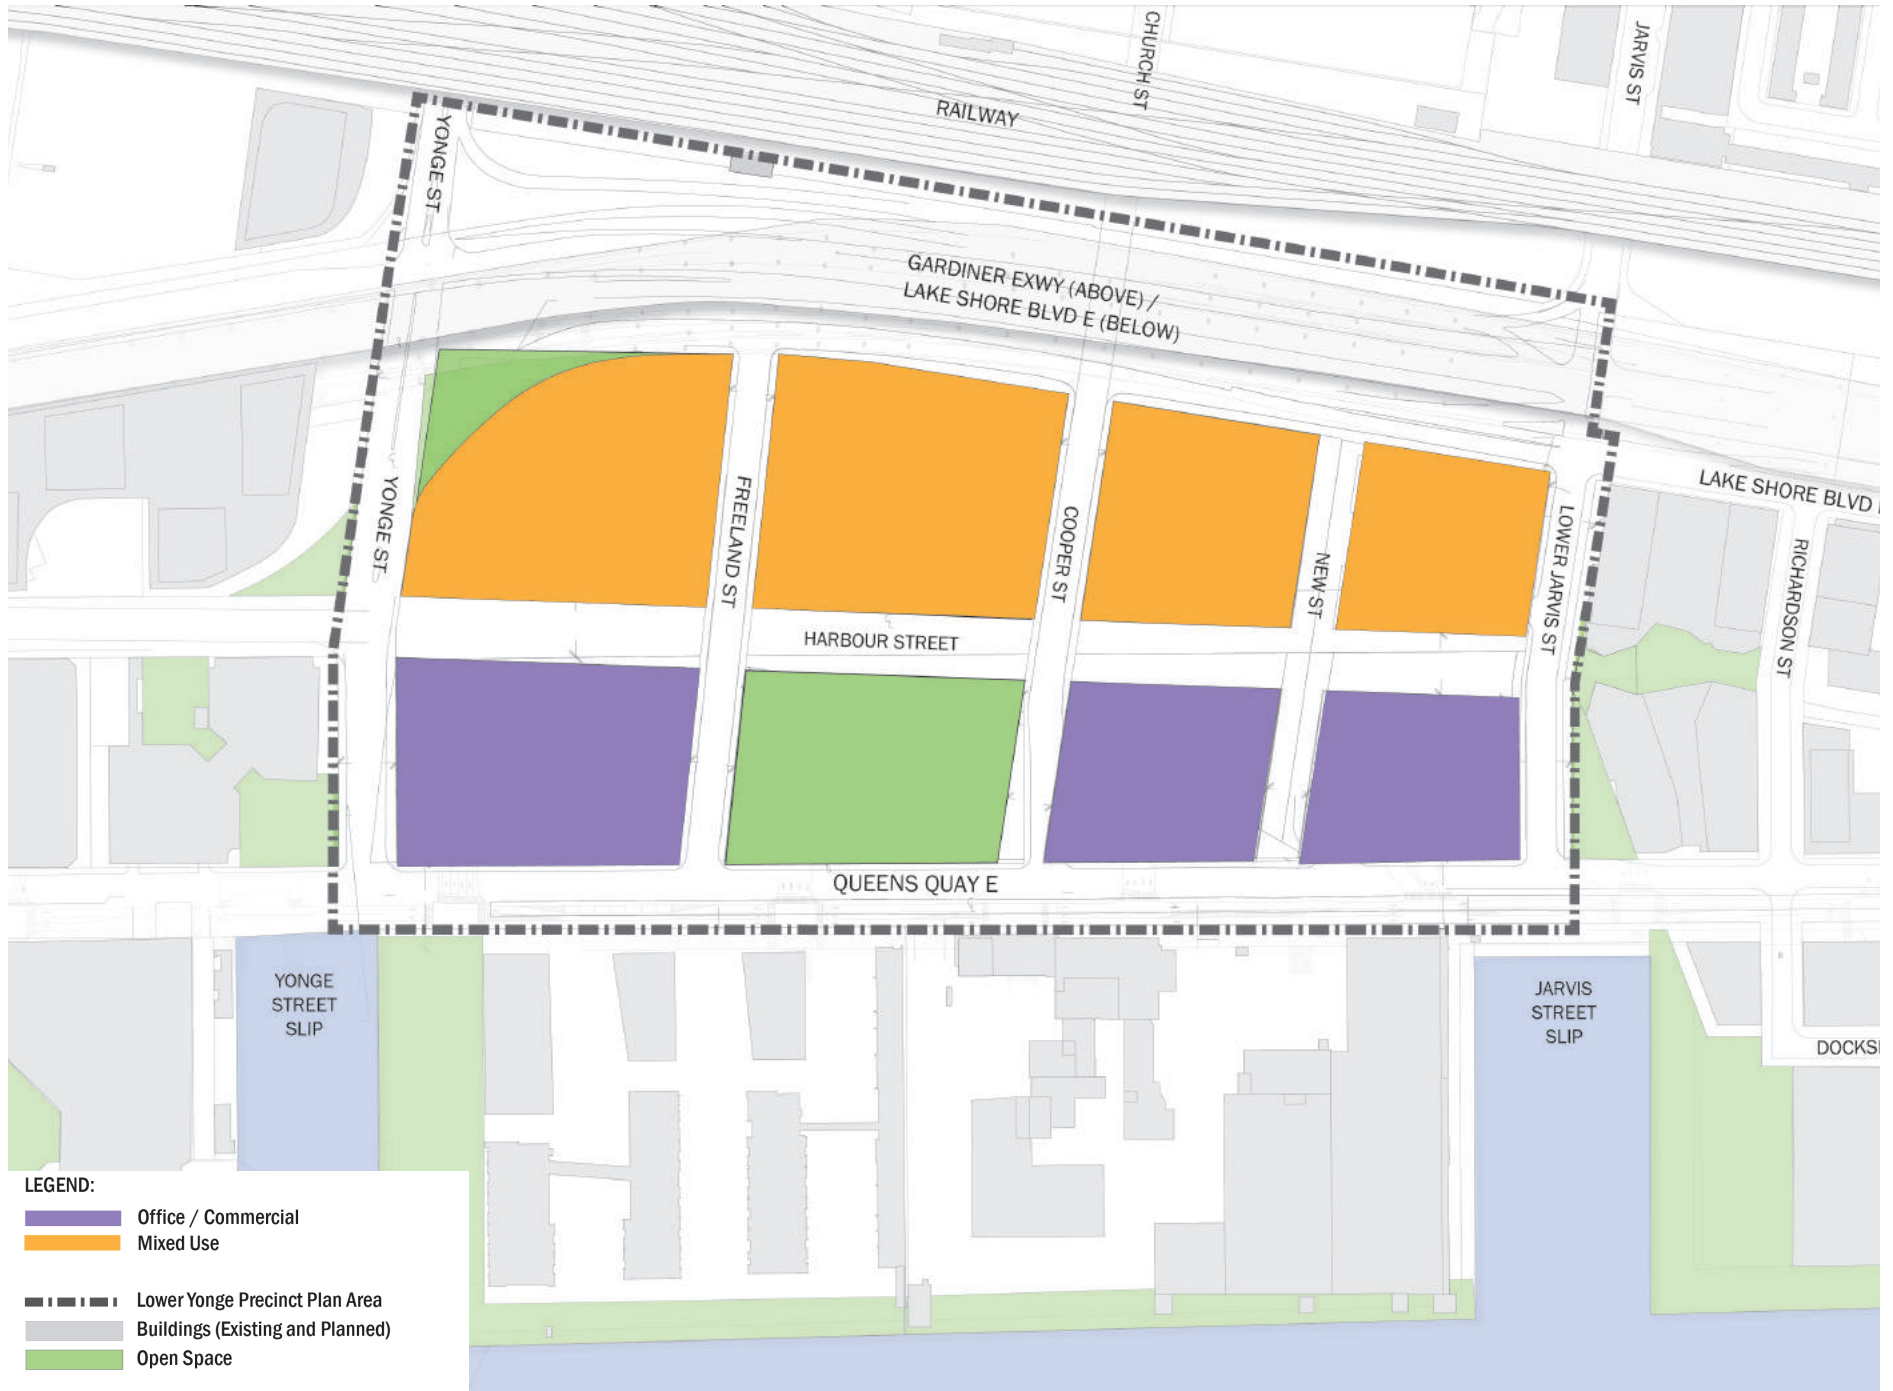 CHURCH ST
JARVIS ST
RAILWAY
YONGE ST
GARDINER EXWY (ABOVE) /
LAKE SHORE BLVD E (BELOW)
LAKE SHORE BLVD
YONGE ST
FREELAND ST
COOPER ST
NEW ST
LOWER JARVIS ST
RICHARDSON ST
HARBOUR STREET
QUEENS QUAY E
YONGE
STREET
SLIP
JARVIS
STREET
SLIP
DOCKS
LEGEND:
Office / Commercial
Mixed Use
Lower Yonge Precinct Plan Area
Buildings (Existing and Planned)
Open Space